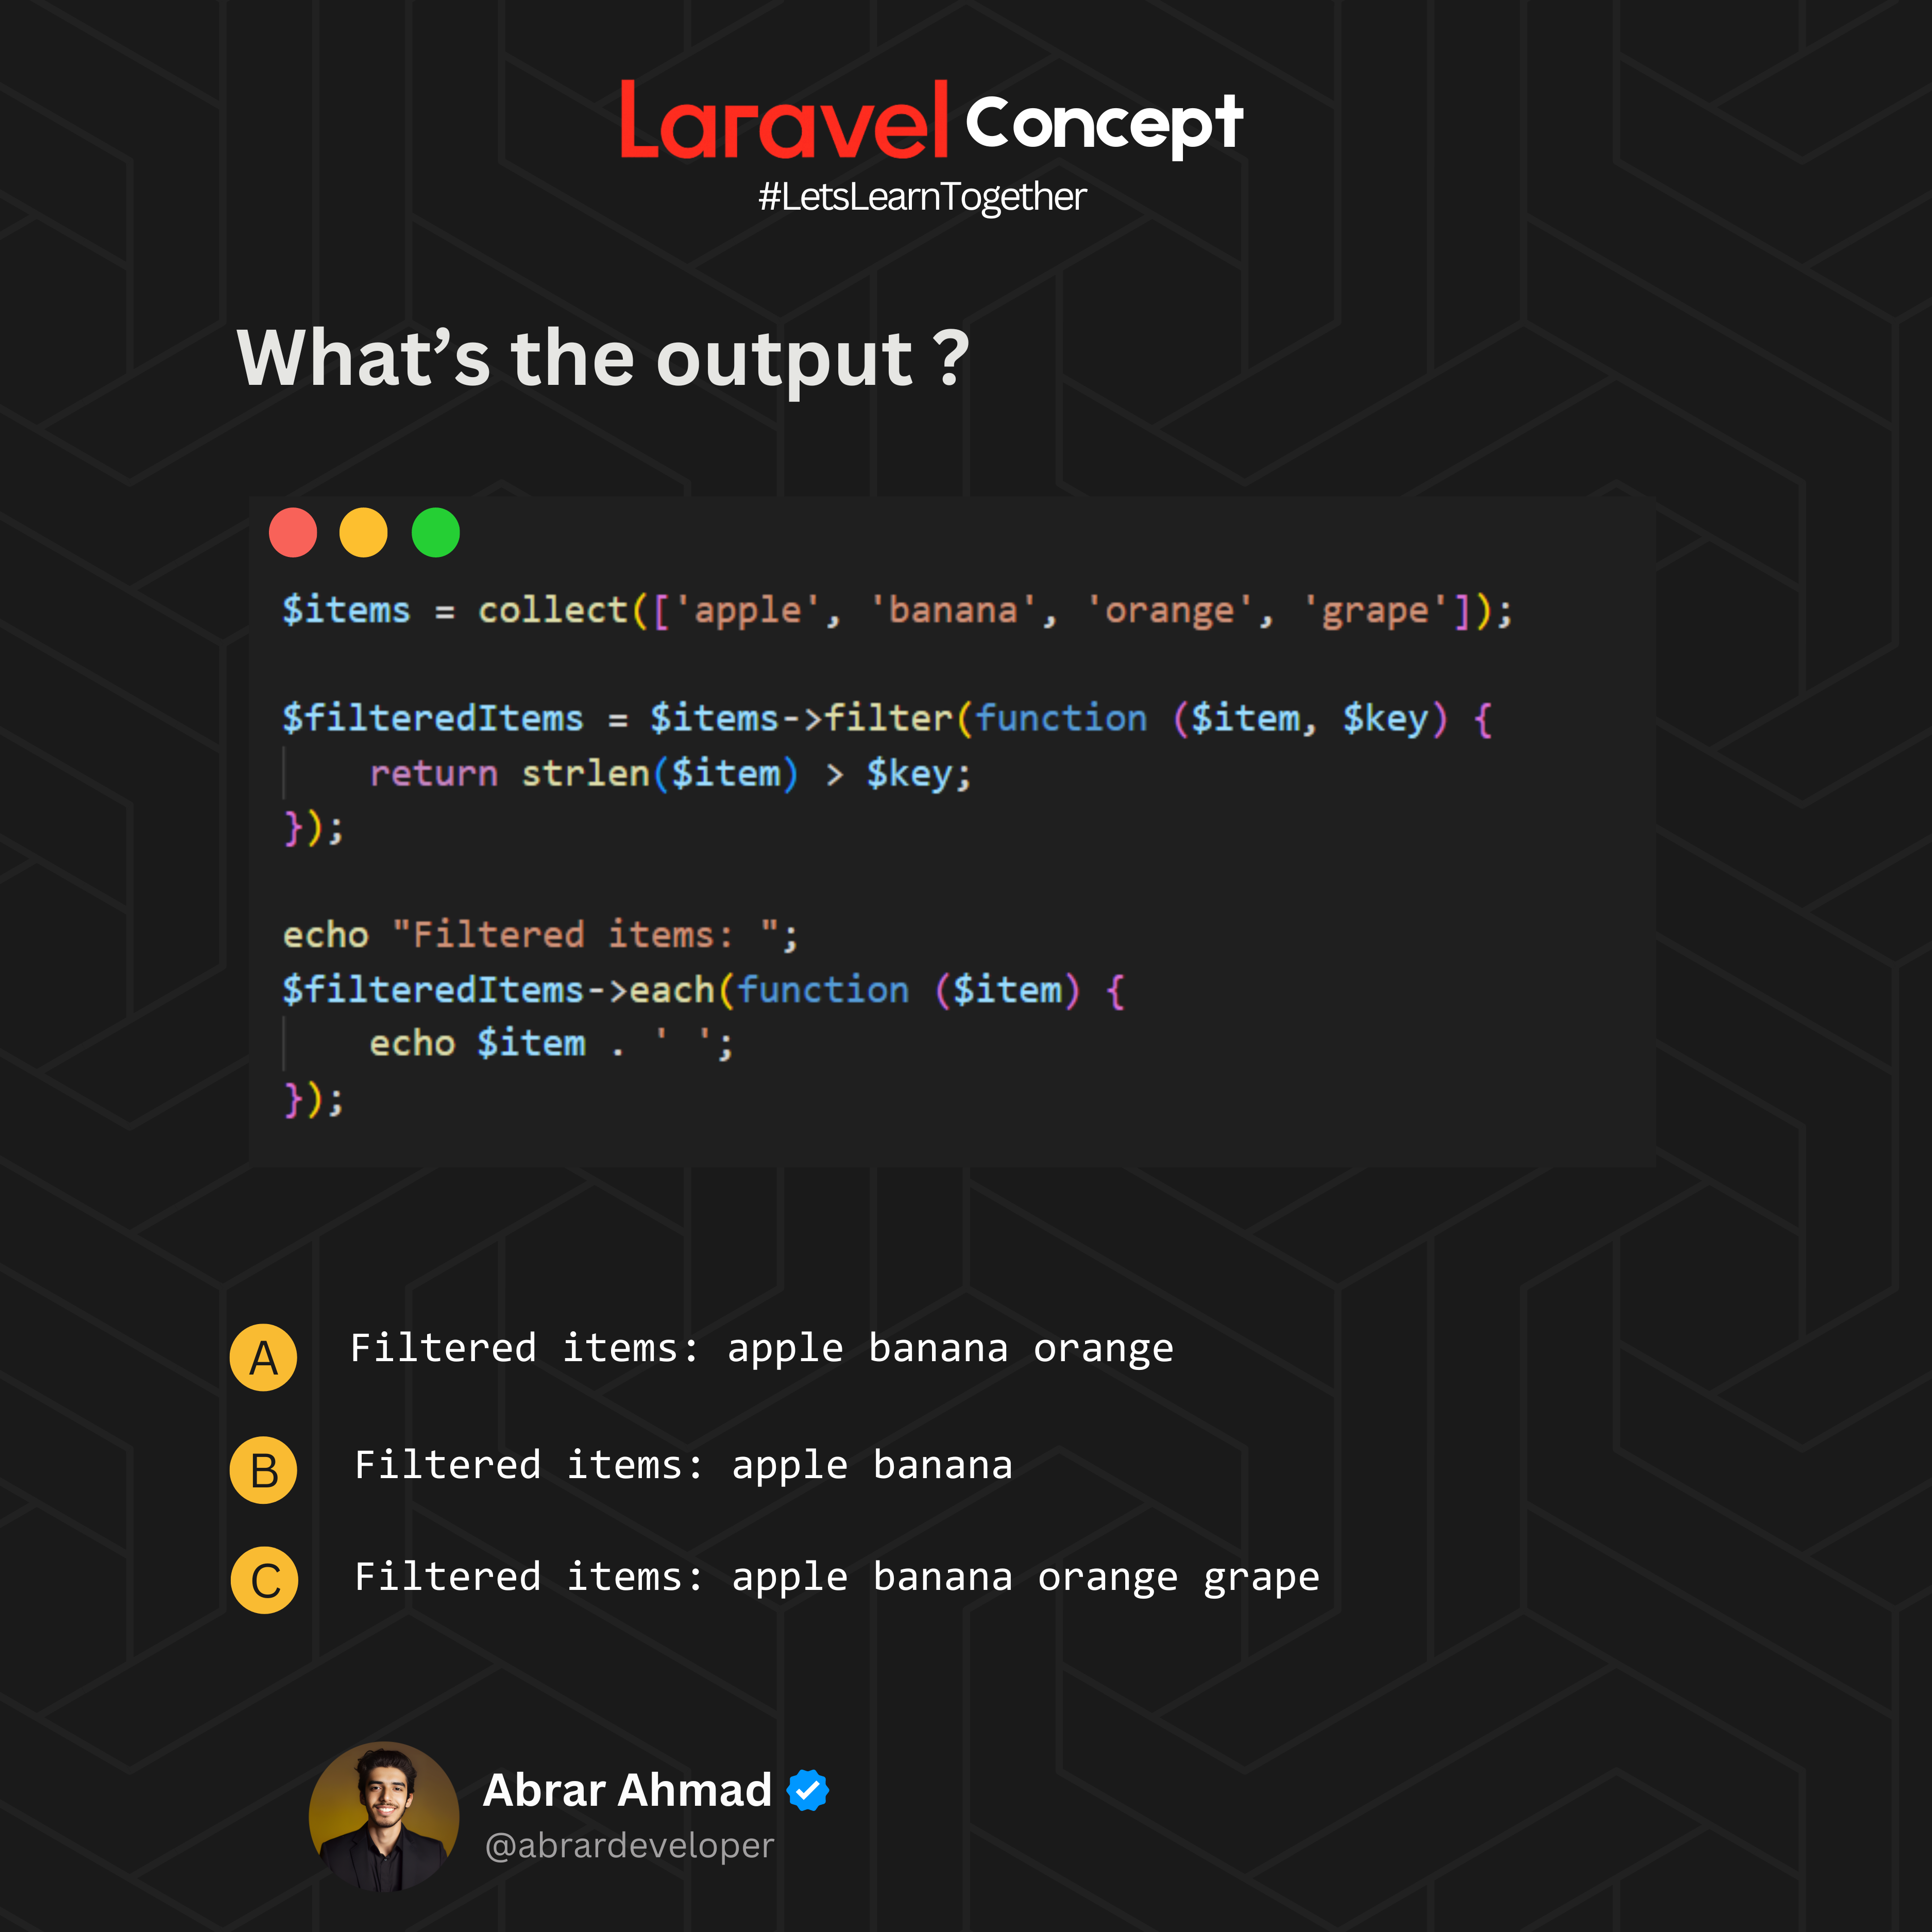 Laravel Concept
#LetsLearnTogether
What’s the output ?
$items = collect(['apple', 'banana', 'orange', 'grape']);
$filteredItems = $items->filter(function ($item, $key) {
    return strlen($item) > $key;
});
echo "Filtered items: ";
$filteredItems->each(function ($item) {
    echo $item . ' ';
});
A Filtered items: apple banana orange
B Filtered items: apple banana
C Filtered items: apple banana orange grape
Abrar Ahmad
@abrardeveloper